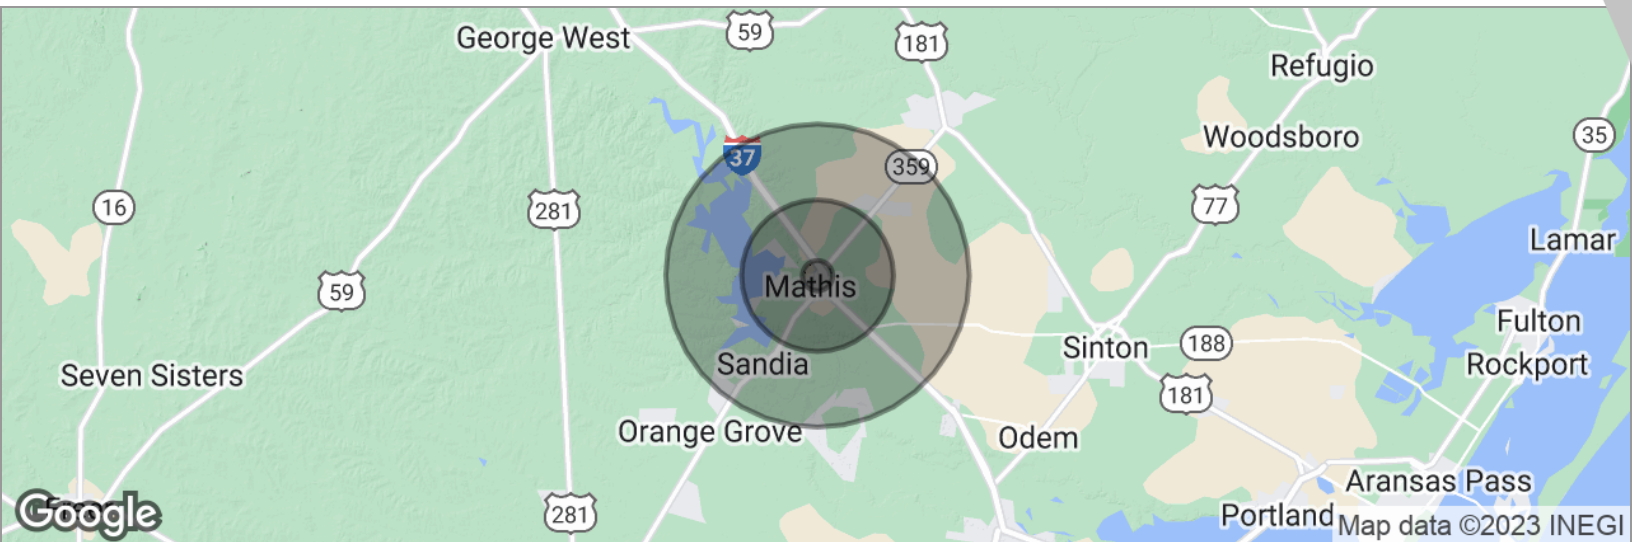 George West
59
181
Refugio
Woodsboro
35
37
359
16
281
77
Lamar
59
Mathis
Fulton
Sinton
188
Rockport
Sandia
Seven Sisters
181
Orange Grove
Odem
Aransas Pass
Google
281
Portland
Map data ©2023 INEGI